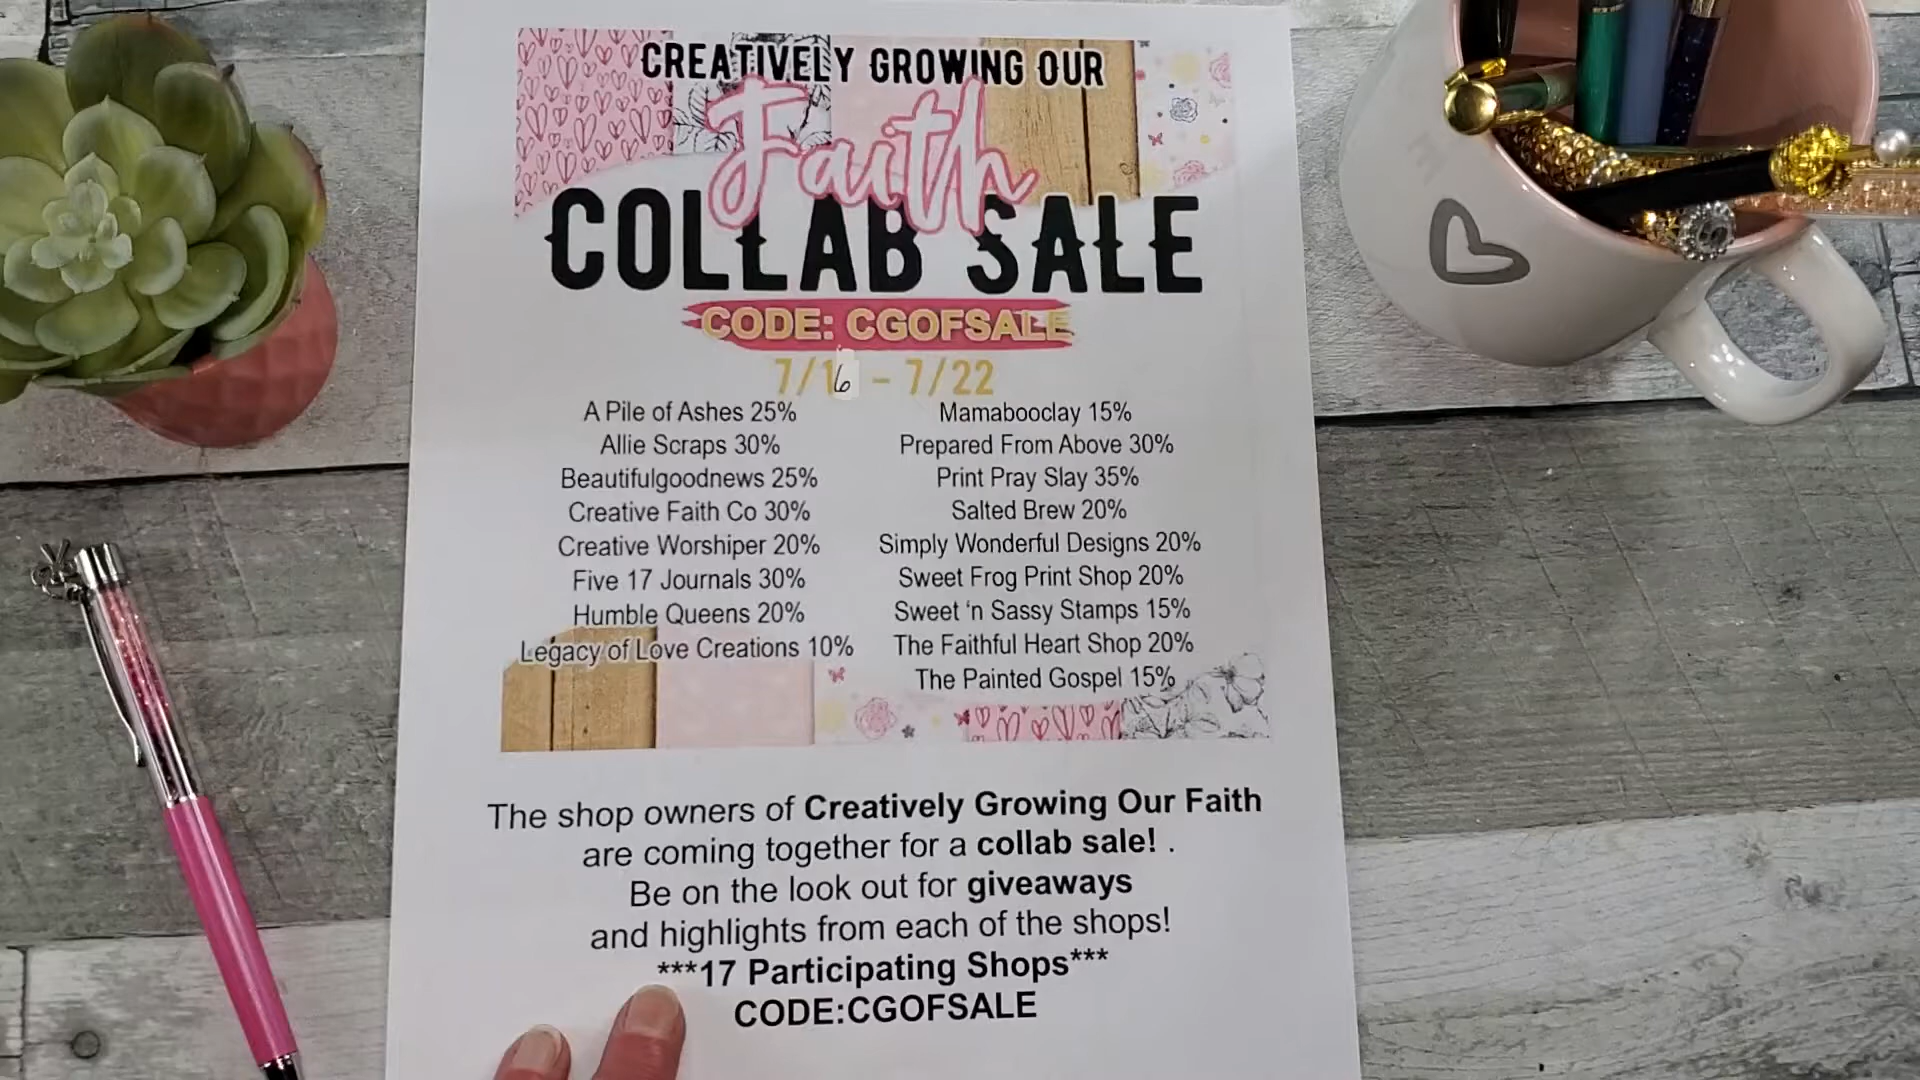 CREATIVELY GROWING OUR
Faith
COLLAB SALE
CODE: CGOFSALE
7/16 – 7/22
A Pile of Ashes 25%
Allie Scraps 30%
Beautifulgoodnews 25%
Creative Faith Co 30%
Creative Worshiper 20%
Five 17 Journals 30%
Humble Queens 20%
Legacy of Love Creations 10%
Mamabooclay 15%
Prepared From Above 30%
Print Pray Slay 35%
Salted Brew 20%
Simply Wonderful Designs 20%
Sweet Frog Print Shop 20%
Sweet ‘n Sassy Stamps 15%
The Faithful Heart Shop 20%
The Painted Gospel 15%
The shop owners of Creatively Growing Our Faith
are coming together for a collab sale! .
Be on the look out for giveaways
and highlights from each of the shops!
***17 Participating Shops***
CODE:CGOFSALE